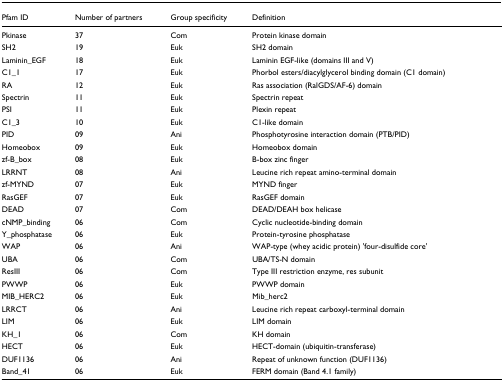 Pfam ID Number of partners Group specificity Definition
Pkinase 37 Com Protein kinase domain
SH2 19 Euk SH2 domain
Laminin_EGF 18 Euk Laminin EGF-like (domains III and V)
C1_1 17 Euk Phorbol esters/diacylglycerol binding domain (C1 domain)
RA 12 Euk Ras association (RalGDS/AF-6) domain
Spectrin 11 Euk Spectrin repeat
PSI 11 Euk Plexin repeat
C1_3 10 Euk C1-like domain
PID 09 Ani Phosphotyrosine interaction domain (PTB/PID)
Homeobox 09 Euk Homeobox domain
zf-B_box 08 Euk B-box zinc finger
LRRNT 08 Ani Leucine rich repeat amino-terminal domain
zf-MYND 07 Euk MYND finger
RasGEF 07 Euk RasGEF domain
DEAD 07 Com DEAD/DEAH box helicase
cNMP_binding 06 Com Cyclic nucleotide-binding domain
Y_phosphatase 06 Euk Protein-tyrosine phosphatase
WAP 06 Ani WAP-type (whey acidic protein) 'four-disulfide core'
UBA 06 Com UBA/TS-N domain
ResIII 06 Com Type III restriction enzyme, res subunit
PWWP 06 Euk PWWP domain
MIB_HERC2 06 Euk Mib_herc2
LRRCT 06 Ani Leucine rich repeat carboxyl-terminal domain
LIM 06 Euk LIM domain
KH_1 06 Com KH domain
HECT 06 Euk HECT-domain (ubiquitin-transferase)
DUF1136 06 Ani Repeat of unknown function (DUF1136)
Band_41 06 Euk FERM domain (Band 4.1 family)